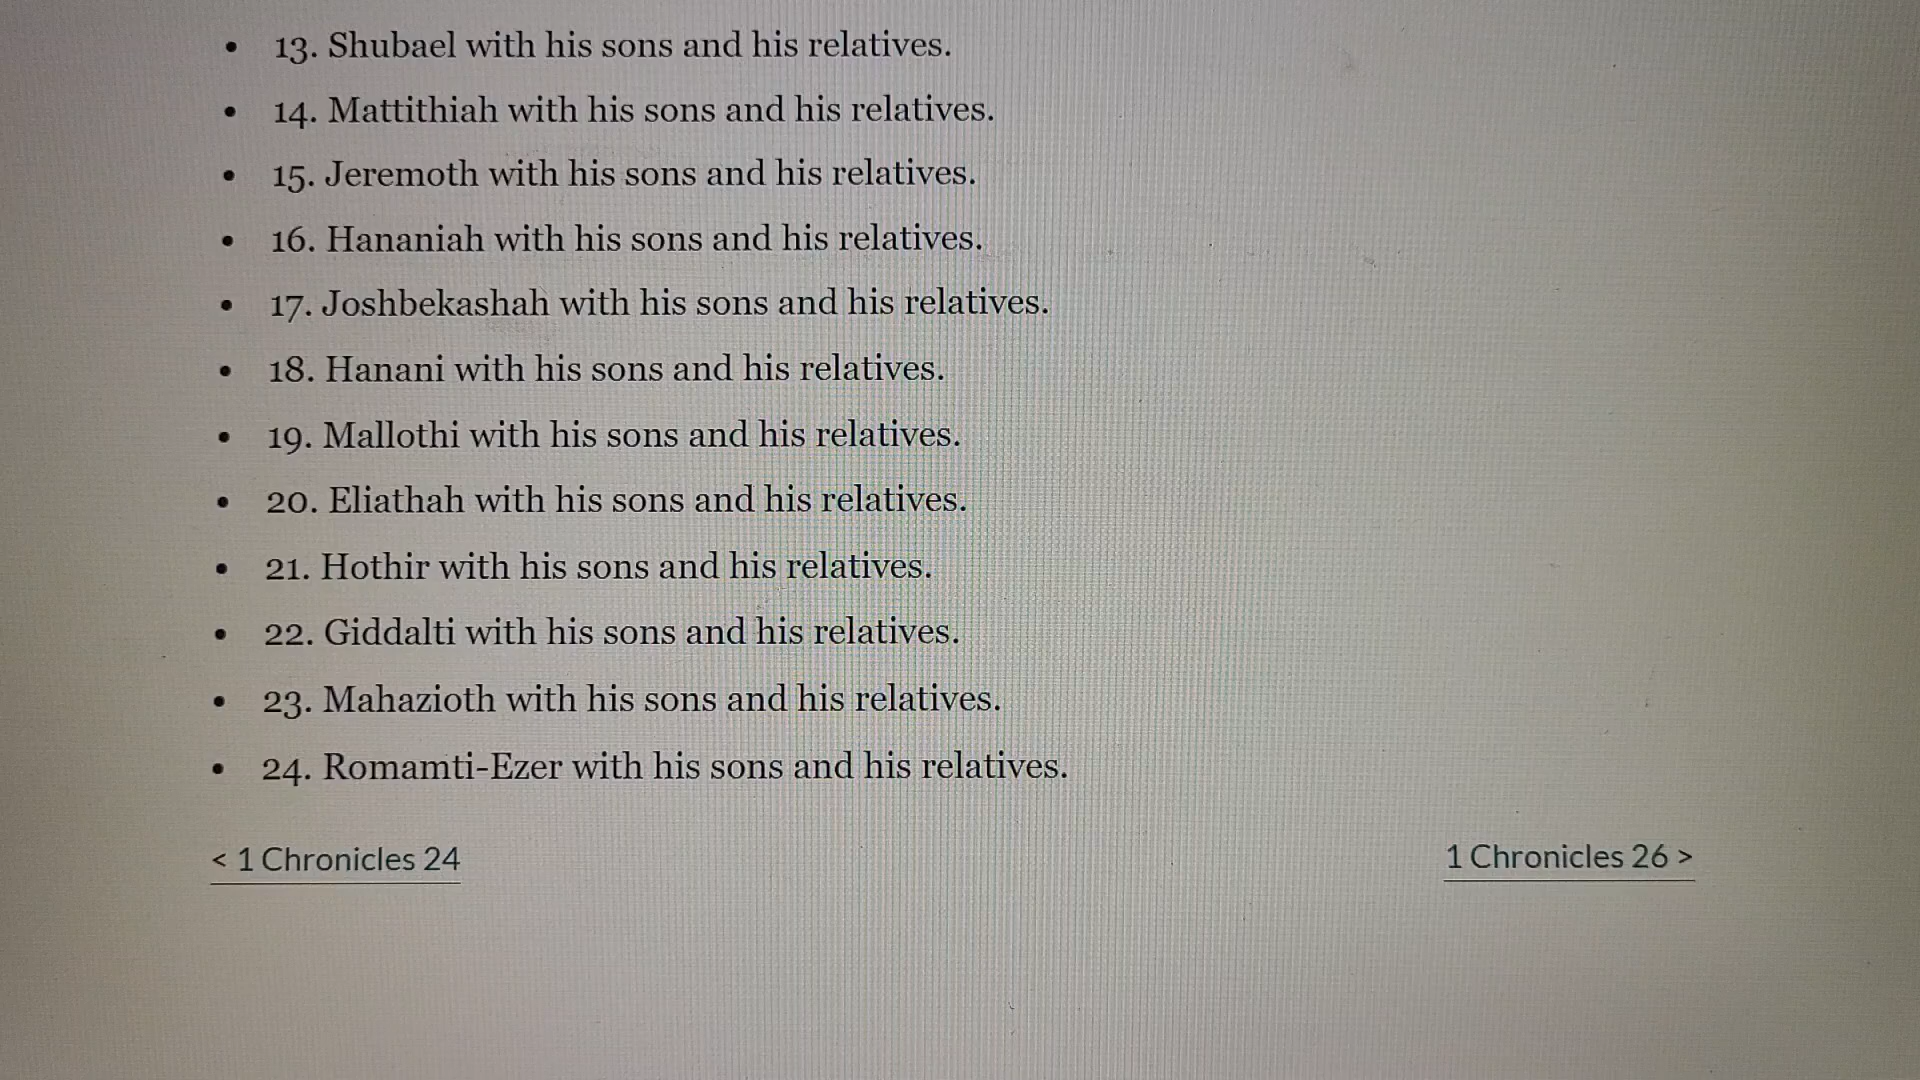 • 13. Shubael with his sons and his relatives.
• 14. Mattithiah with his sons and his relatives.
• 15. Jeremoth with his sons and his relatives.
• 16. Hananiah with his sons and his relatives.
• 17. Joshbekashah with his sons and his relatives.
• 18. Hanani with his sons and his relatives.
• 19. Mallothi with his sons and his relatives.
• 20. Eliathah with his sons and his relatives.
• 21. Hothir with his sons and his relatives.
• 22. Giddalti with his sons and his relatives.
• 23. Mahazioth with his sons and his relatives.
• 24. Romamti-Ezer with his sons and his relatives.
< 1 Chronicles 24
1 Chronicles 26 >